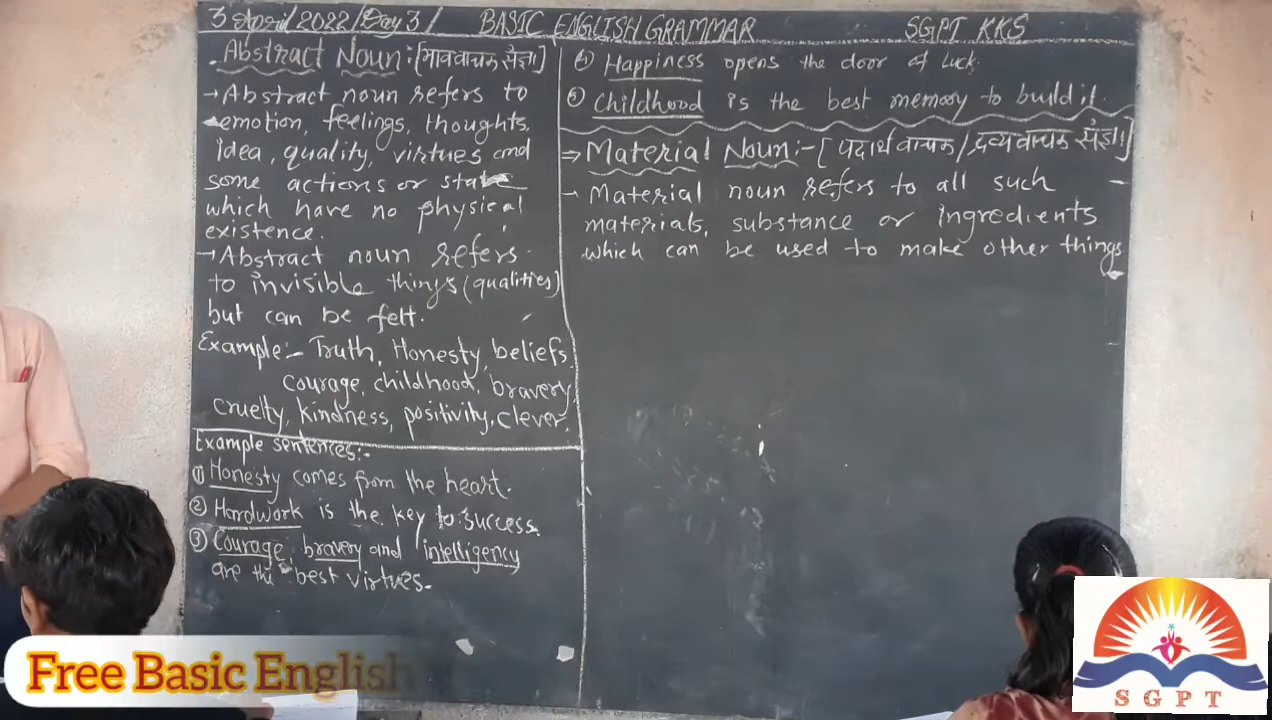 3 April 2022/Day 3/ BASIC ENGLISH GRAMMAR SGPT KKS
. Abstract Noun:- [भाववाचक संज्ञा]
→ Abstract noun refers to
emotion, feelings, thoughts,
idea, quality, virtues and
some actions or state
which have no physical
existence.
→ Abstract noun refers
to invisible things (qualities)
but can be felt.
Example:- Truth, Honesty, beliefs
courage, childhood, bravery,
cruelty, kindness, positivity, clever.
Example sentences:-
① Honesty comes from the heart.
② Hardwork is the key to success.
③ Courage, bravery and intelligency
are the best virtues.
④ Happiness opens the door of luck.
⑤ Childhood is the best memory to build it.
⇒ Material Noun:- [पदार्थ वाचक/द्रव्य वाचक संज्ञा]
→ Material noun refers to all such
materials, substance or ingredients
which can be used to make other things
Free Basic English
SGPT